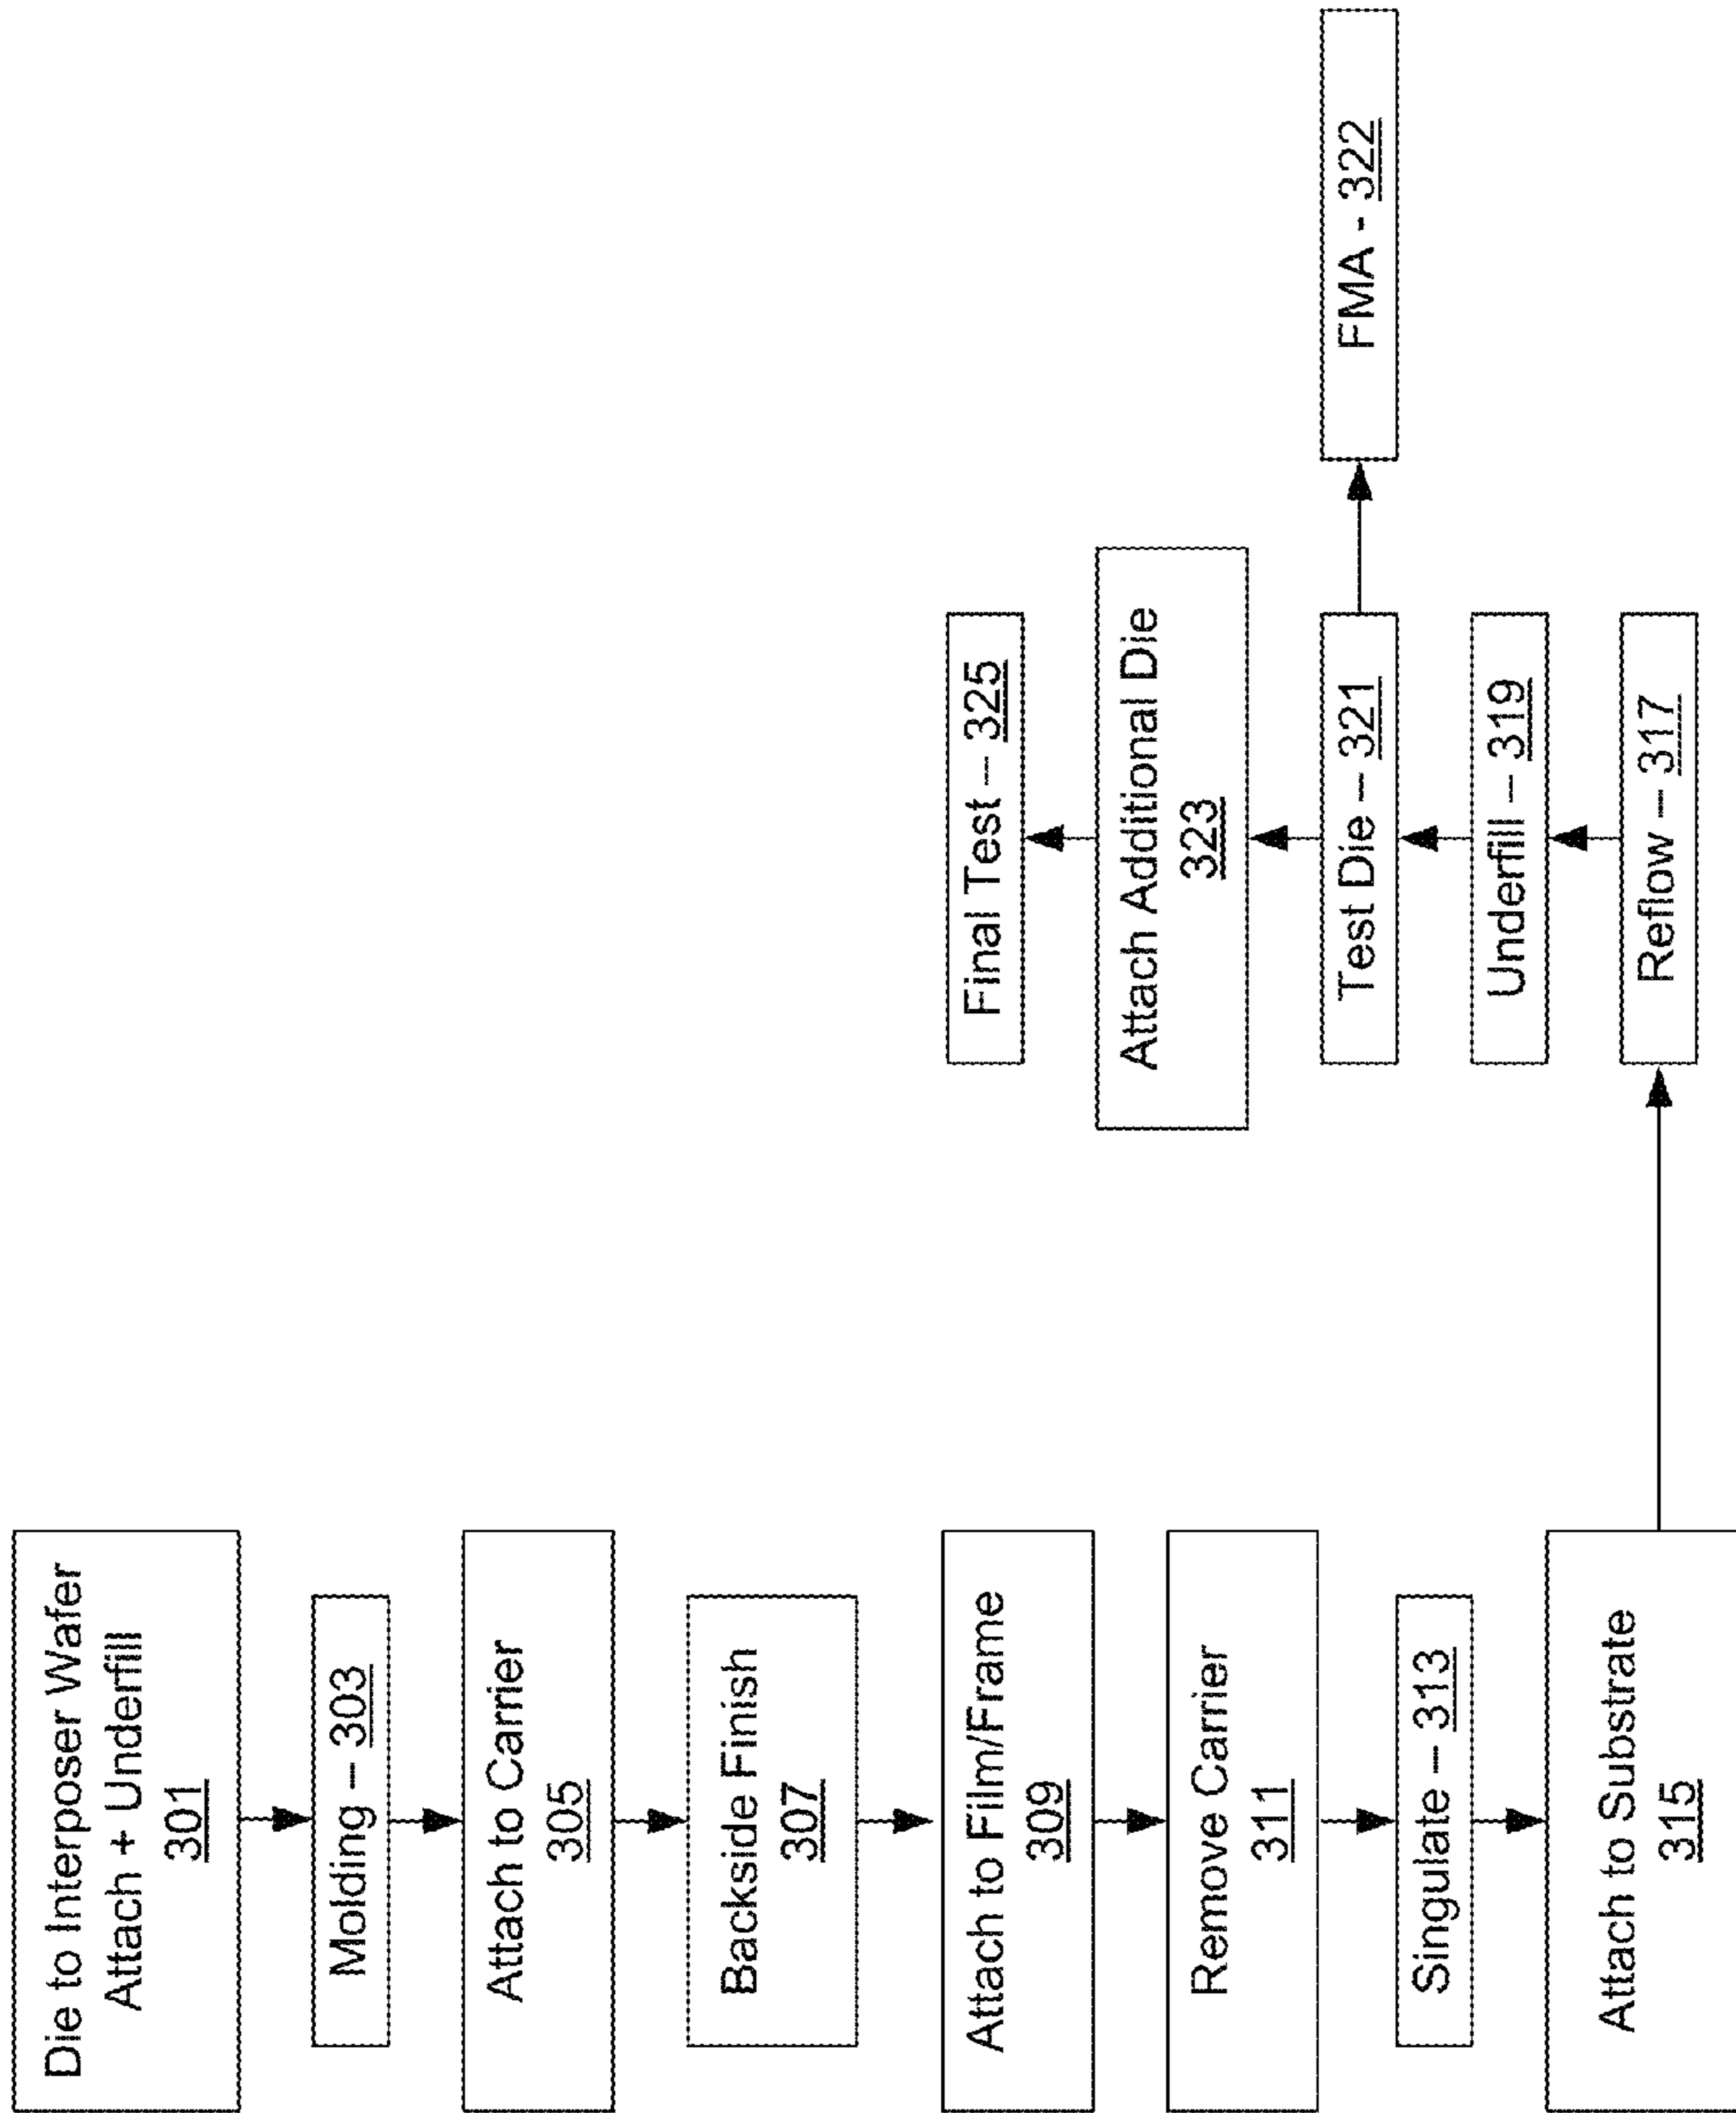 Die to Interposer Wafer
Attach + Underfill
301
Molding – 303
Attach to Carrier
305
Backside Finish
307
Attach to Film/Frame
309
Remove Carrier
311
Singulate – 313
Attach to Substrate
315
Reflow – 317
Underfill – 319
Test Die – 321
FMA - 322
Attach Additional Die
323
Final Test – 325